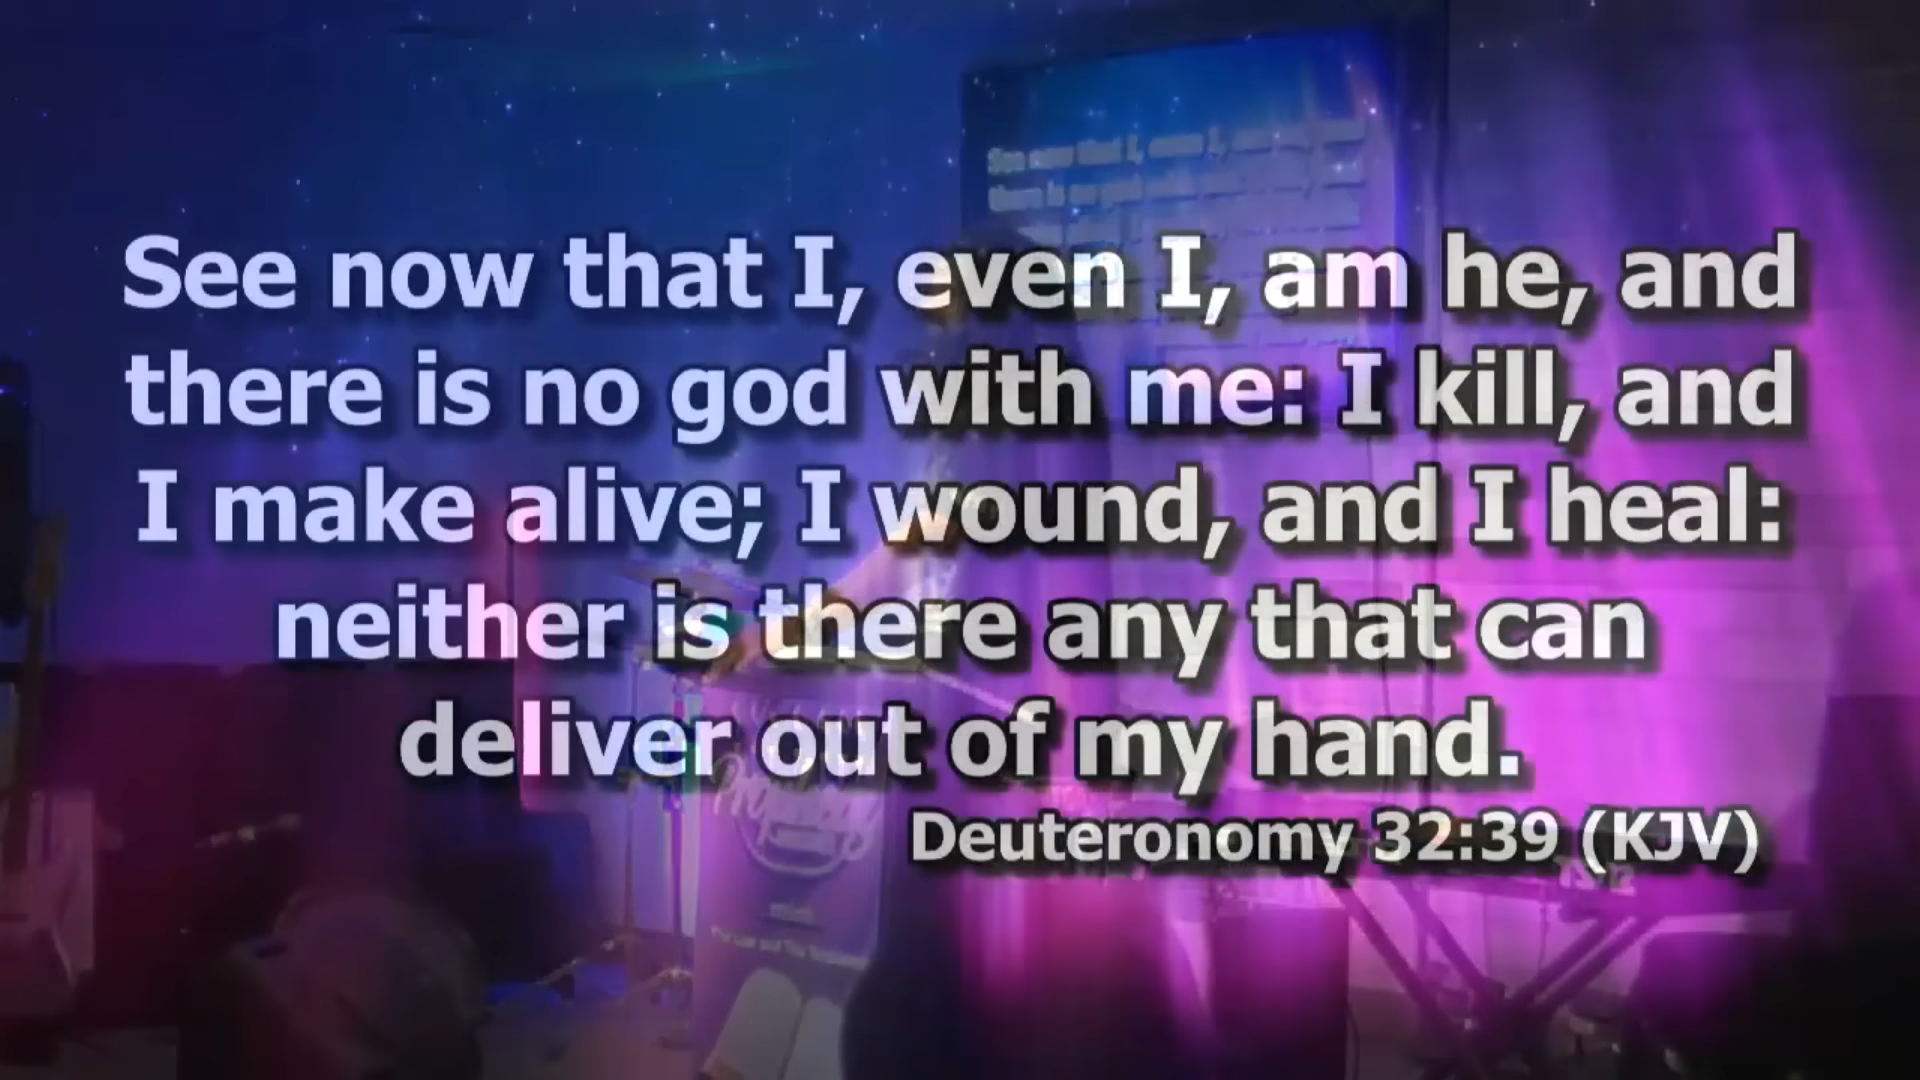 See now that I, even I, am he, and
there is no god with me: I kill, and
I make alive; I wound, and I heal:
neither is there any that can
deliver out of my hand.
Deuteronomy 32:39 (KJV)